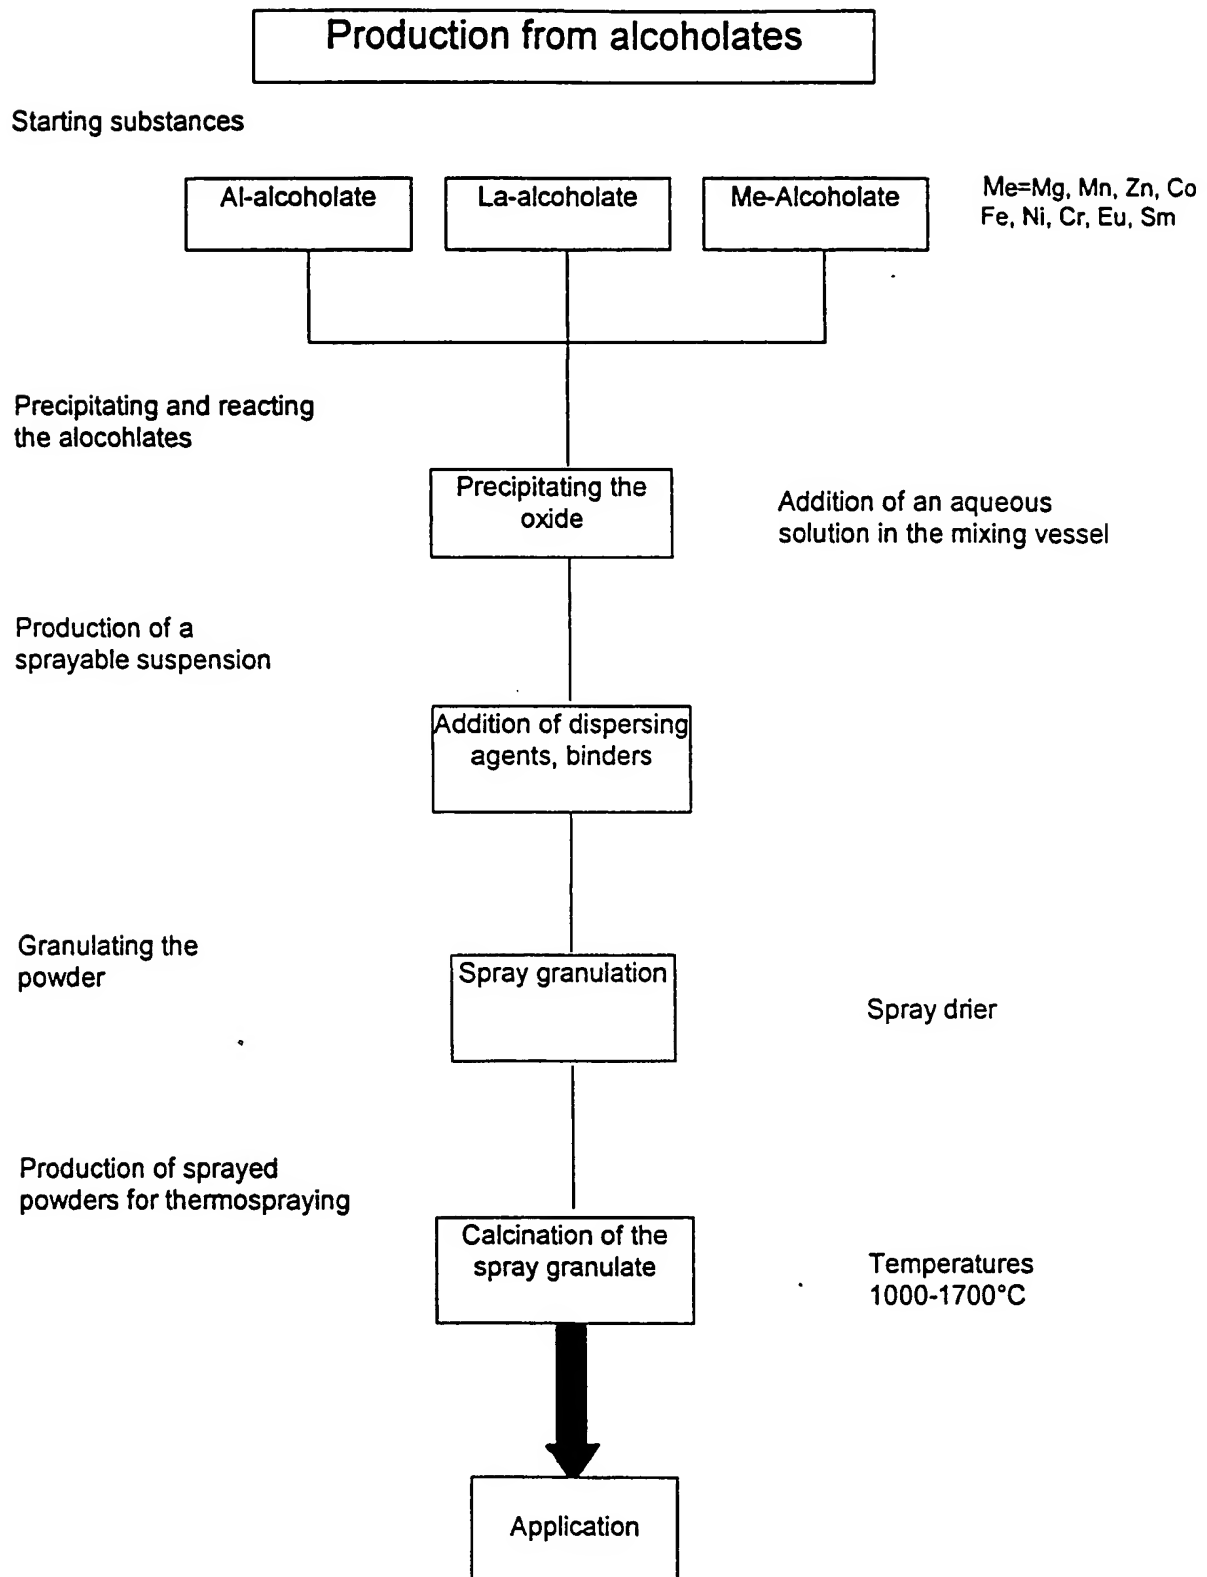 Production from alcoholates
Starting substances
Al-alcoholate
La-alcoholate
Me-Alcoholate
Me=Mg, Mn, Zn, Co
Fe, Ni, Cr, Eu, Sm
Precipitating and reacting
the alocohlates
Precipitating the
oxide
Addition of an aqueous
solution in the mixing vessel
Production of a
sprayable suspension
Addition of dispersing
agents, binders
Granulating the
powder
Spray granulation
Spray drier
Production of sprayed
powders for thermospraying
Calcination of the
spray granulate
Temperatures
1000-1700°C
Application